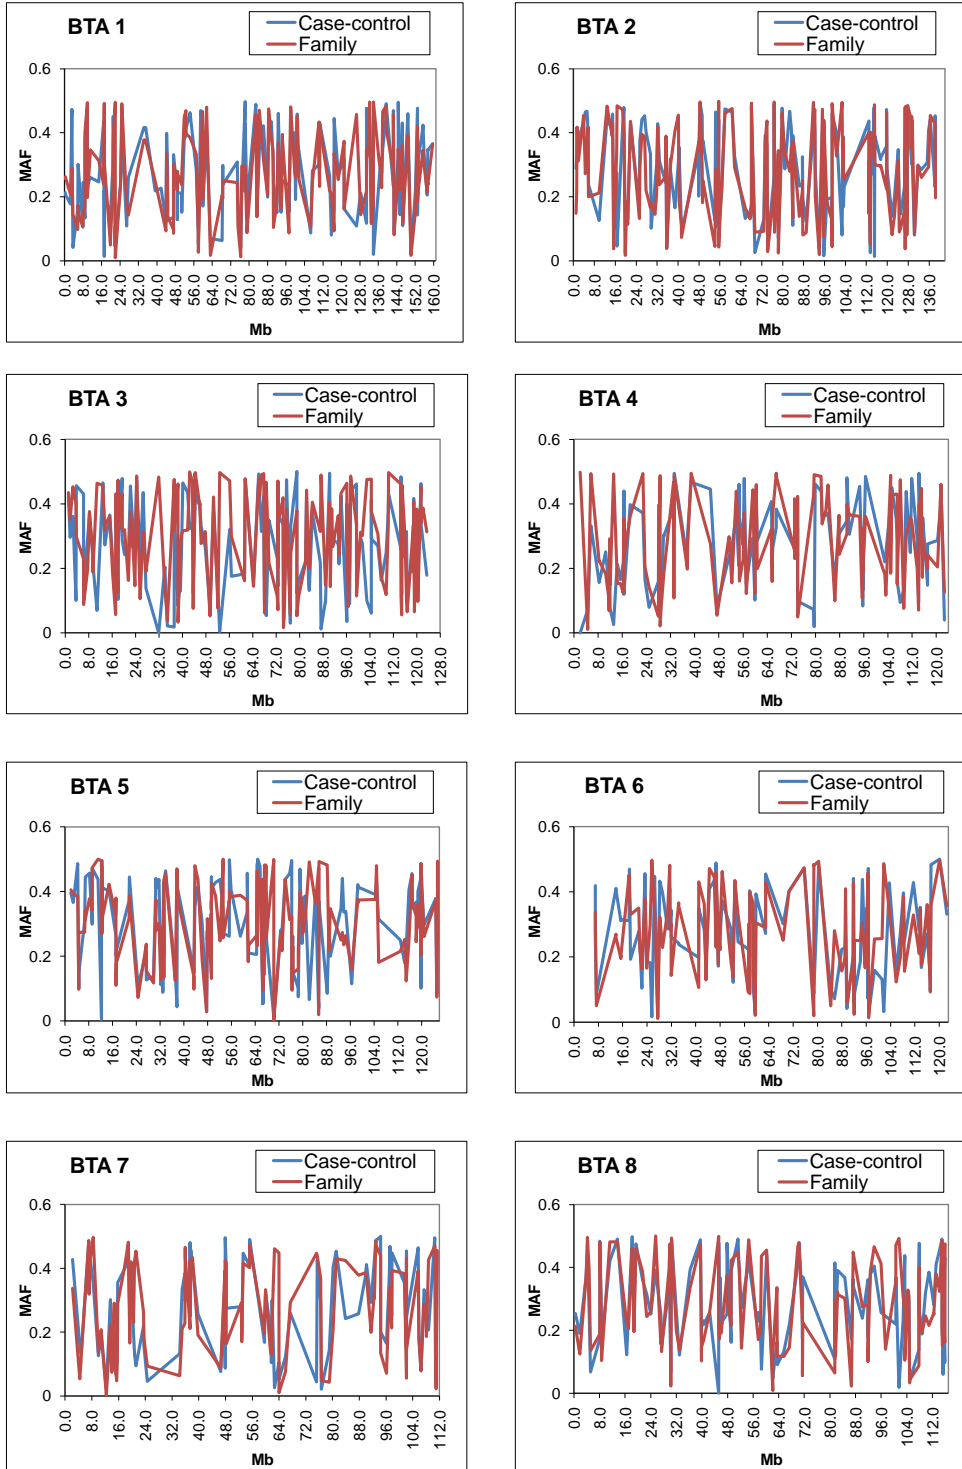 BTA 1
Case-control
Family
0.6
0.4
0.2
0
MAF
0.0 8.0 16.0 24.0 32.0 40.0 48.0 56.0 64.0 72.0 80.0 88.0 96.0 104.0 112.0 120.0 128.0 136.0 144.0 152.0 160.0
Mb
BTA 2
Case-control
Family
0.6
0.4
0.2
0
MAF
0.0 8.0 16.0 24.0 32.0 40.0 48.0 56.0 64.0 72.0 80.0 88.0 96.0 104.0 112.0 120.0 128.0 136.0
Mb
BTA 3
Case-control
Family
0.6
0.4
0.2
0
MAF
0.0 8.0 16.0 24.0 32.0 40.0 48.0 56.0 64.0 72.0 80.0 88.0 96.0 104.0 112.0 120.0 128.0
Mb
BTA 4
Case-control
Family
0.6
0.4
0.2
0
MAF
0.0 8.0 16.0 24.0 32.0 40.0 48.0 56.0 64.0 72.0 80.0 88.0 96.0 104.0 112.0 120.0
Mb
BTA 5
Case-control
Family
0.6
0.4
0.2
0
MAF
0.0 8.0 16.0 24.0 32.0 40.0 48.0 56.0 64.0 72.0 80.0 88.0 96.0 104.0 112.0 120.0
Mb
BTA 6
Case-control
Family
0.6
0.4
0.2
0
MAF
0.0 8.0 16.0 24.0 32.0 40.0 48.0 56.0 64.0 72.0 80.0 88.0 96.0 104.0 112.0 120.0
Mb
BTA 7
Case-control
Family
0.6
0.4
0.2
0
MAF
0.0 8.0 16.0 24.0 32.0 40.0 48.0 56.0 64.0 72.0 80.0 88.0 96.0 104.0 112.0
Mb
BTA 8
Case-control
Family
0.6
0.4
0.2
0
MAF
0.0 8.0 16.0 24.0 32.0 40.0 48.0 56.0 64.0 72.0 80.0 88.0 96.0 104.0 112.0
Mb